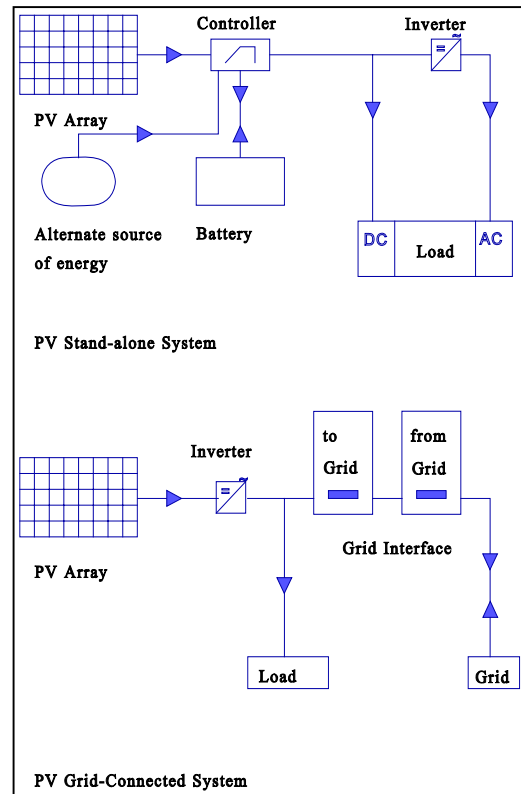 Controller
Inverter
PV Array
Alternate source
of energy
Battery
DC
Load
AC
PV Stand-alone System
Inverter
to
Grid
from
Grid
PV Array
Grid Interface
Load
Grid
PV Grid-Connected System